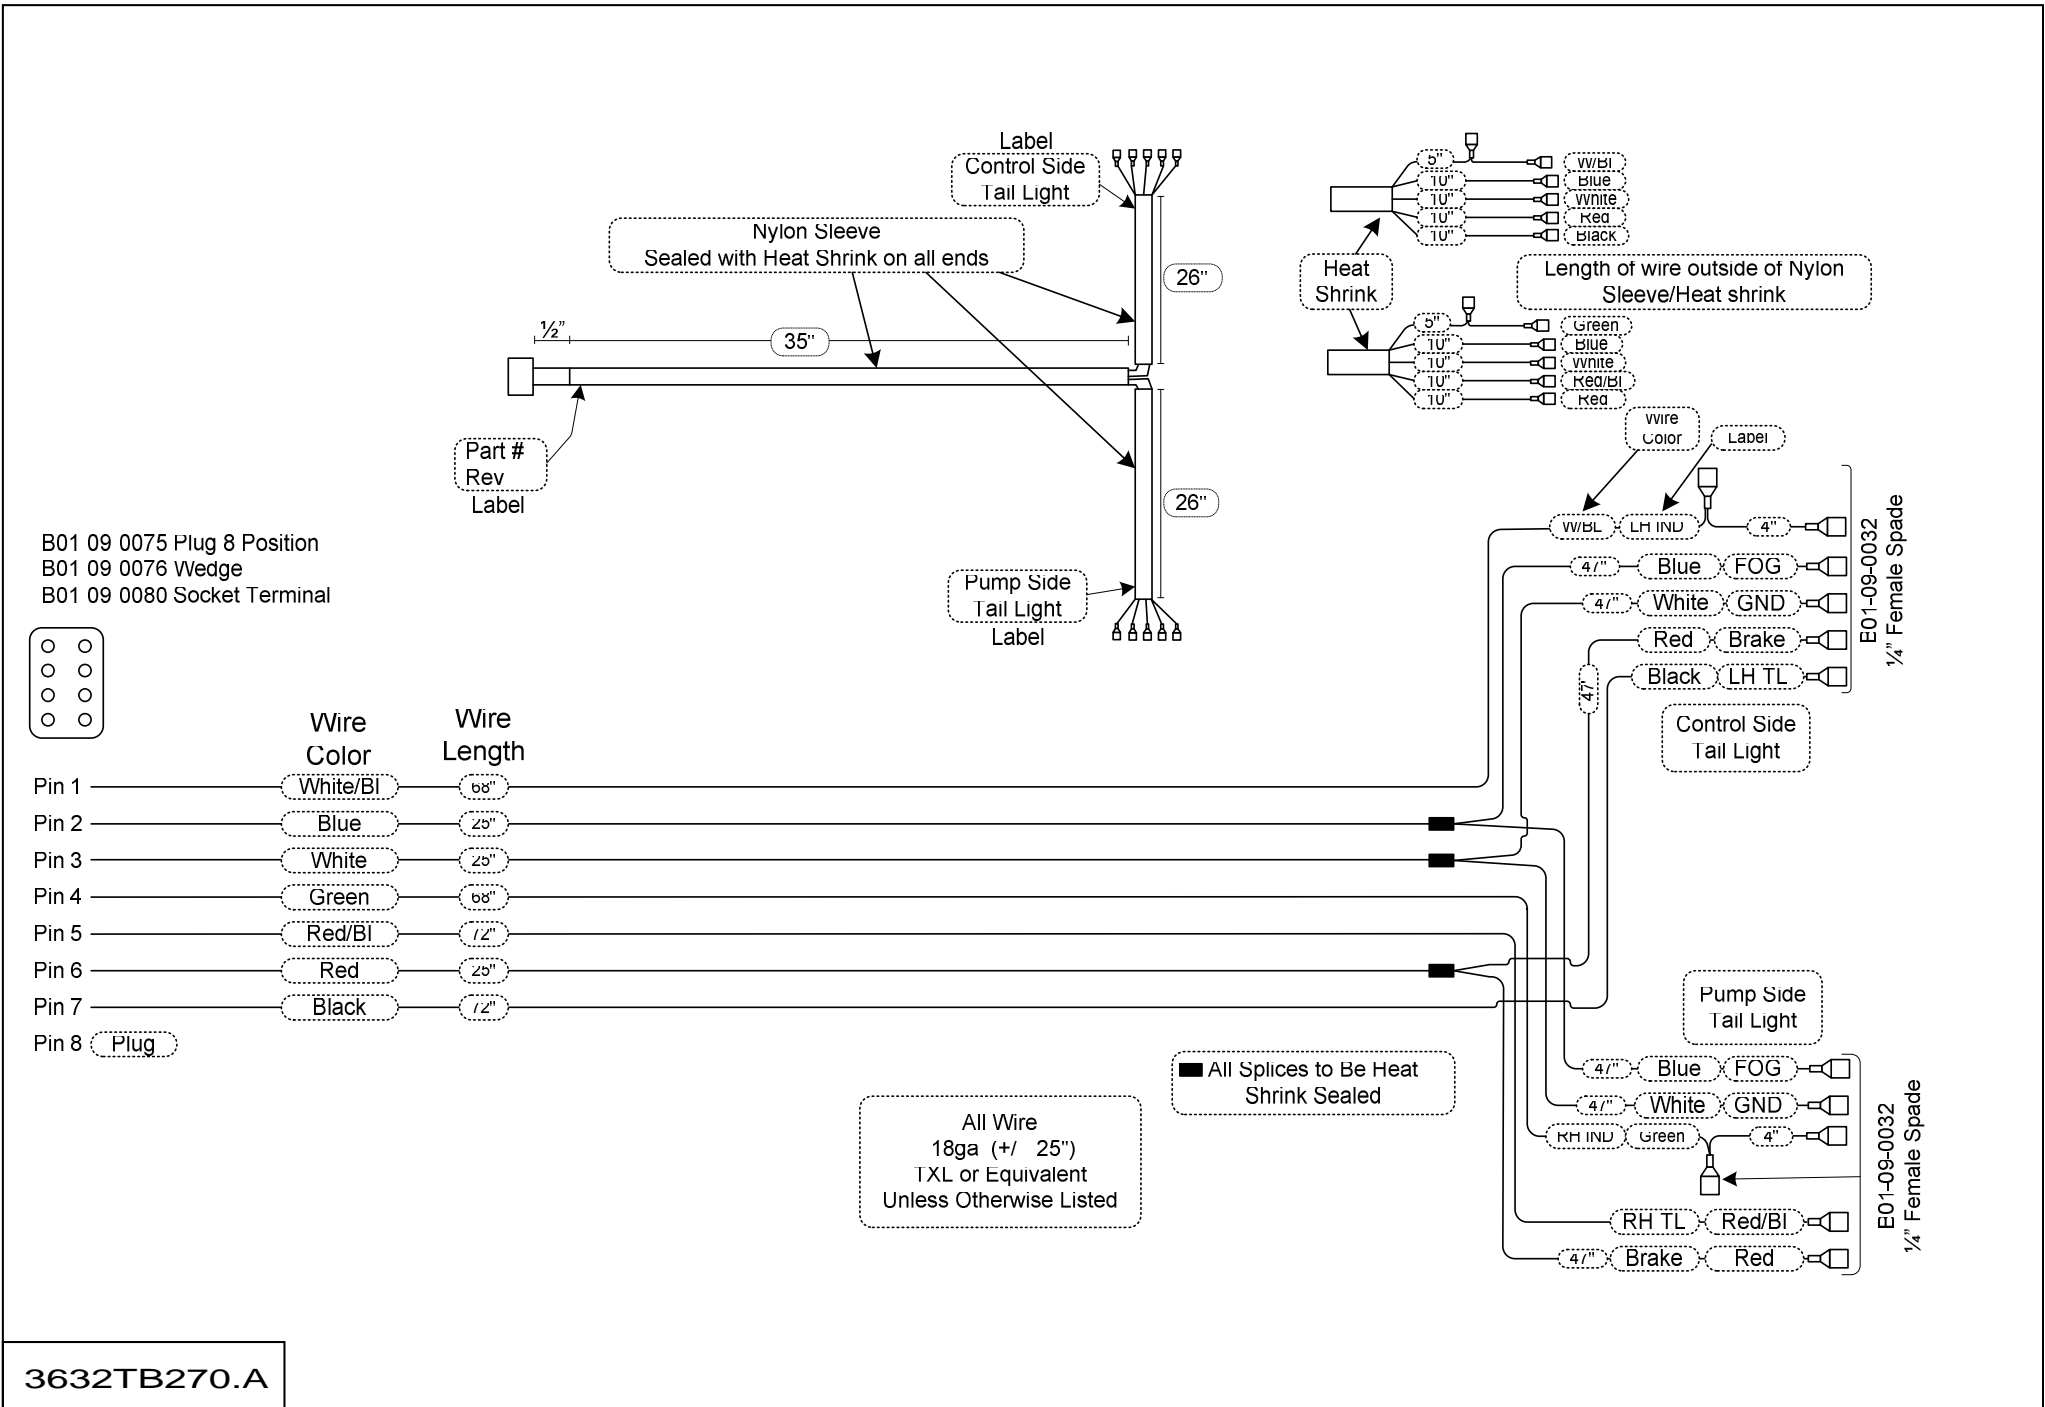 Label
Control Side
Tail Light
Nylon Sleeve
Sealed with Heat Shrink on all ends
26"
½"
35"
Part #
Rev
Label
26"
Pump Side
Tail Light
Label
5"
W/Bl
10"
Blue
10"
White
10"
Red
10"
Black
Heat
Shrink
Length of wire outside of Nylon
Sleeve/Heat shrink
5"
Green
10"
Blue
10"
White
10"
Red/Bl
10"
Red
Wire
Color
Label
W/BL
LH IND
4"
47"
Blue
FOG
47"
White
GND
Red
Brake
47'
Black
LH TL
E01-09-0032
¼" Female Spade
Control Side
Tail Light
B01 09 0075 Plug 8 Position
B01 09 0076 Wedge
B01 09 0080 Socket Terminal
Wire
Color
Wire
Length
Pin 1
White/Bl
68"
Pin 2
Blue
25"
Pin 3
White
25"
Pin 4
Green
68"
Pin 5
Red/Bl
72"
Pin 6
Red
25"
Pin 7
Black
72"
Pin 8
Plug
Pump Side
Tail Light
47"
Blue
FOG
47"
White
GND
RH IND
Green
4"
RH TL
Red/Bl
47"
Brake
Red
E01-09-0032
¼" Female Spade
All Splices to Be Heat
Shrink Sealed
All Wire
18ga (+/ 25")
TXL or Equivalent
Unless Otherwise Listed
3632TB270.A